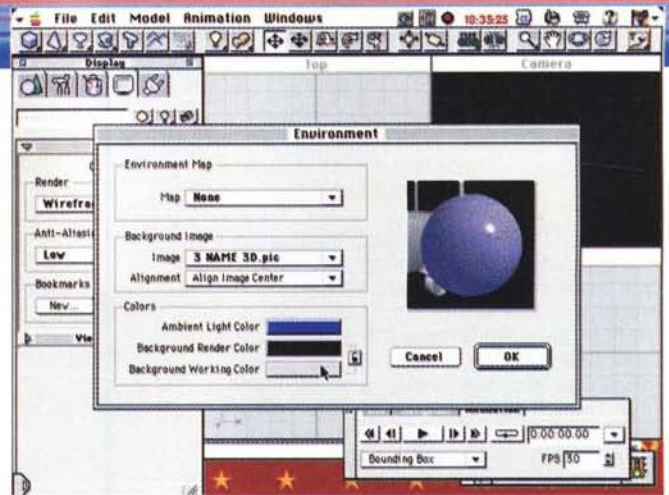 File Edit Model Animation Windows 10:35:25
Display
Top
Camera
Environment
Render
Anti-Aliasi
Low
Bookmarks
New...
Environment Map
Map None
Background Image
Image 3 NAME 3D.pic
Alignment Align Image Center
Colors
Ambient Light Color
Background Render Color
Background Working Color
Cancel OK
0:00:00.00
Bounding Box FPS 30